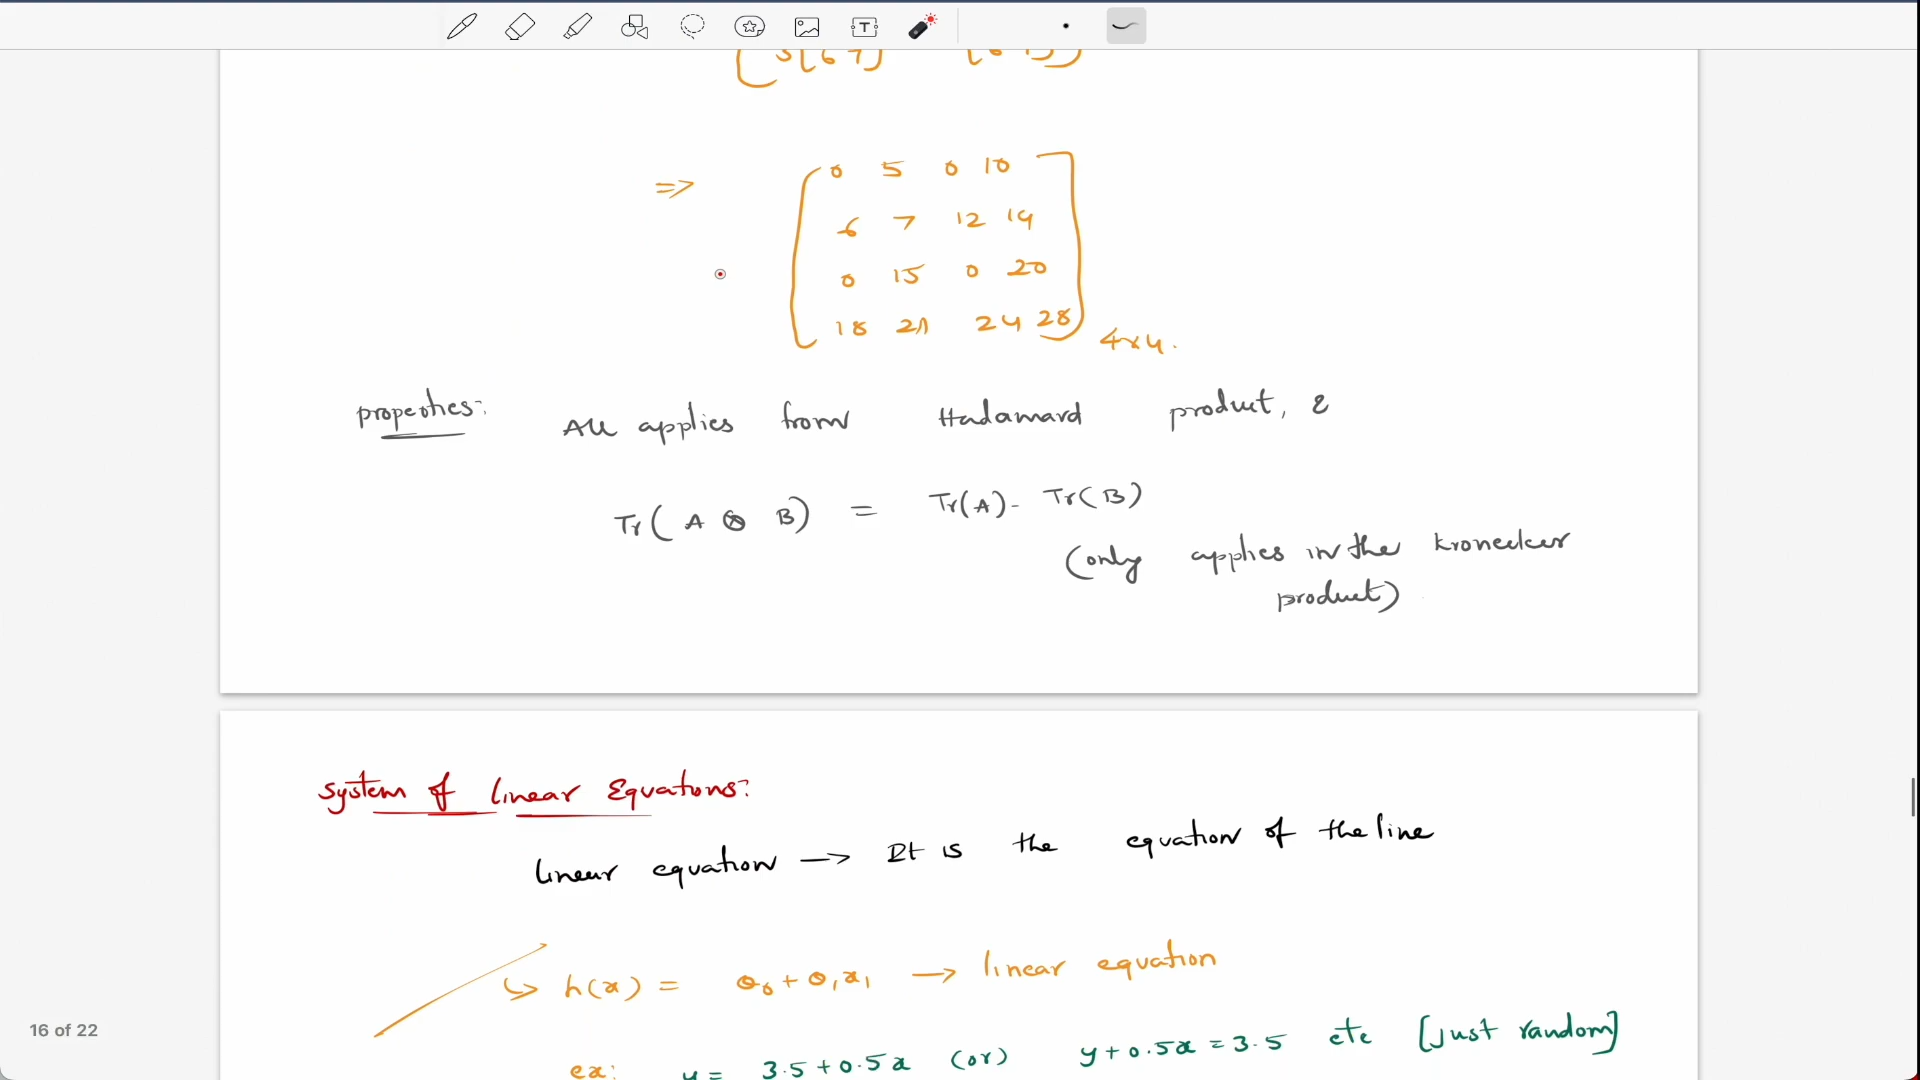 =>
0 5 0 10
6 7 12 14
0 15 0 20
18 21 24 28
4x4.
properties:
All applies from Hadamard product, &
Tr( A ⊗ B) = Tr(A). Tr(B)
(only applies in the kronecker
product)
System of linear Equations:
linear equation → It is the equation of the line
↳ h(x) = θ₀ + θ₁x₁ → linear equation
ex: y = 3.5+0.5x (or) y+0.5x = 3.5 etc [just random]
16 of 22